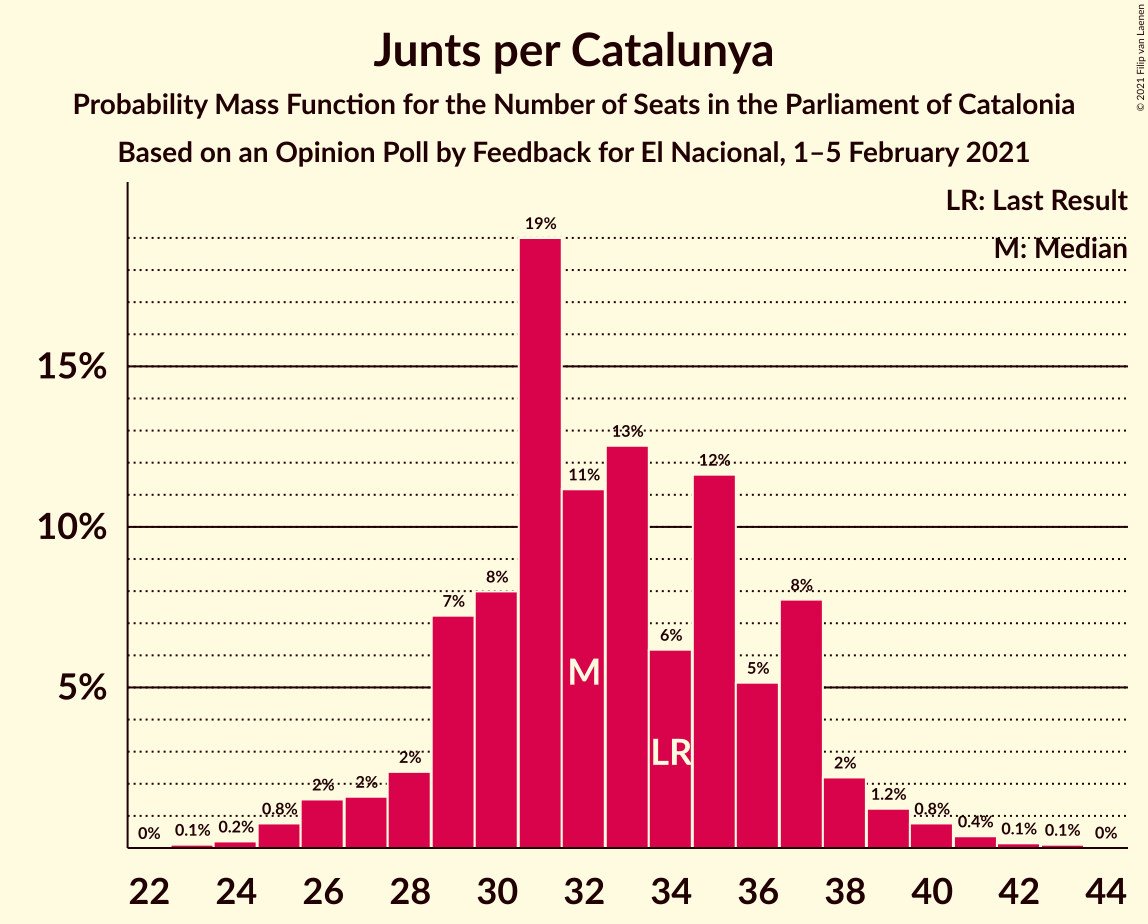 Junts per Catalunya
Probability Mass Function for the Number of Seats in the Parliament of Catalonia
Based on an Opinion Poll by Feedback for El Nacional, 1–5 February 2021
© 2021 Filip van Laenen
LR: Last Result
M: Median
15%
10%
5%
0%
0.1%
0.2%
0.8%
2%
2%
2%
7%
8%
19%
11%
13%
6%
12%
5%
8%
2%
1.2%
0.8%
0.4%
0.1%
0.1%
0%
M
LR
22 24 26 28 30 32 34 36 38 40 42 44